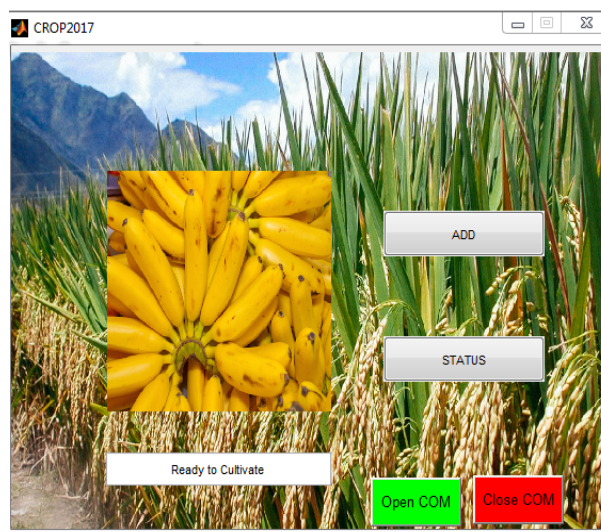 CROP2017
ADD
STATUS
Ready to Cultivate
Open COM
Close COM